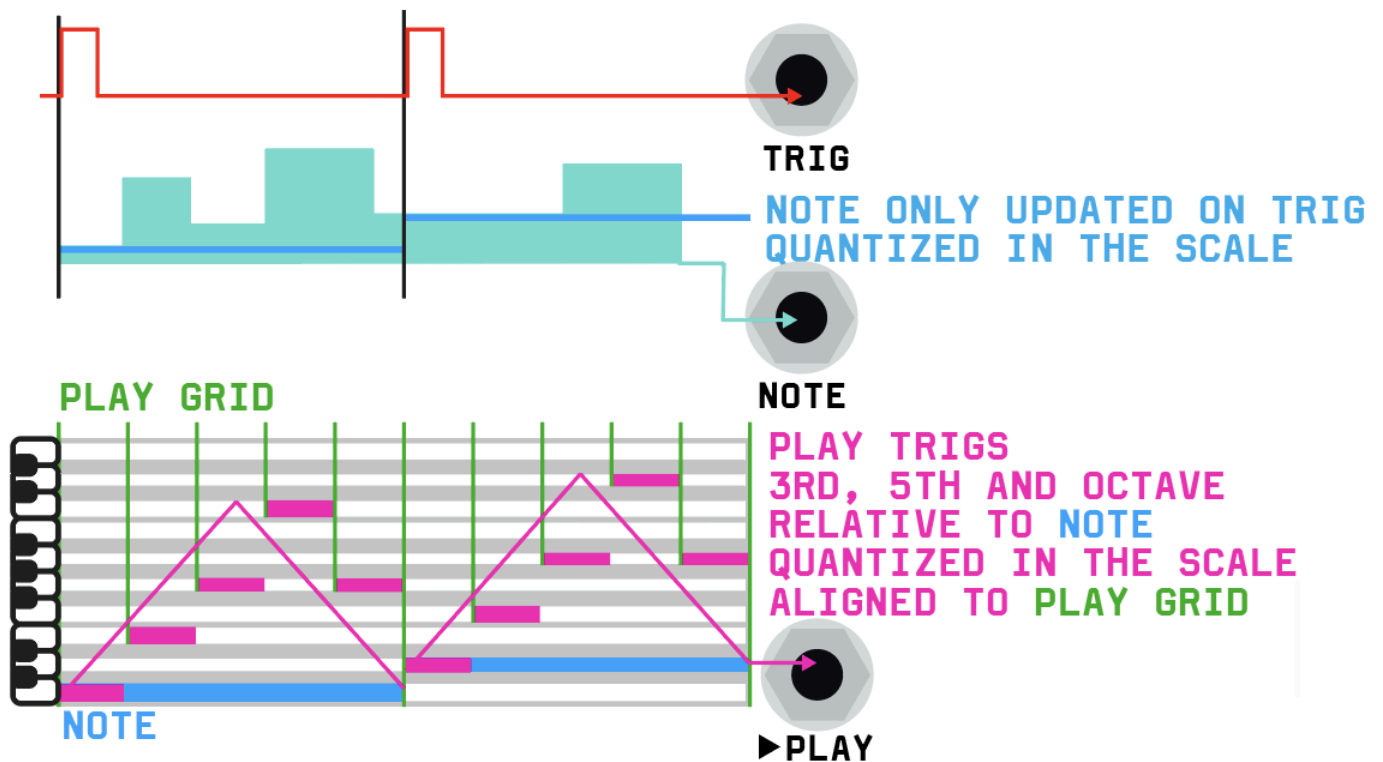 TRIG
NOTE ONLY UPDATED ON TRIG
QUANTIZED IN THE SCALE
NOTE
PLAY GRID
PLAY TRIGS
3RD, 5TH AND OCTAVE
RELATIVE TO NOTE
QUANTIZED IN THE SCALE
ALIGNED TO PLAY GRID
NOTE
▶PLAY